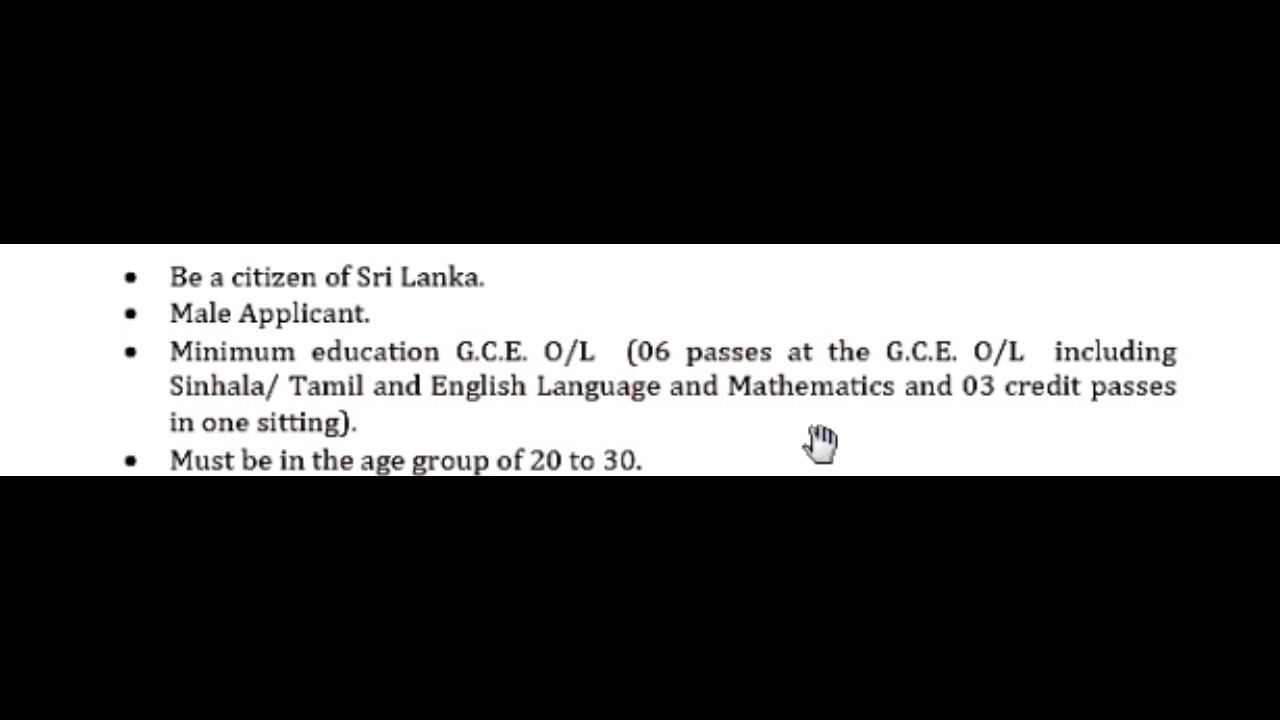 • Be a citizen of Sri Lanka.
• Male Applicant.
• Minimum education G.C.E. O/L (06 passes at the G.C.E. O/L including
Sinhala/ Tamil and English Language and Mathematics and 03 credit passes
in one sitting).
• Must be in the age group of 20 to 30.